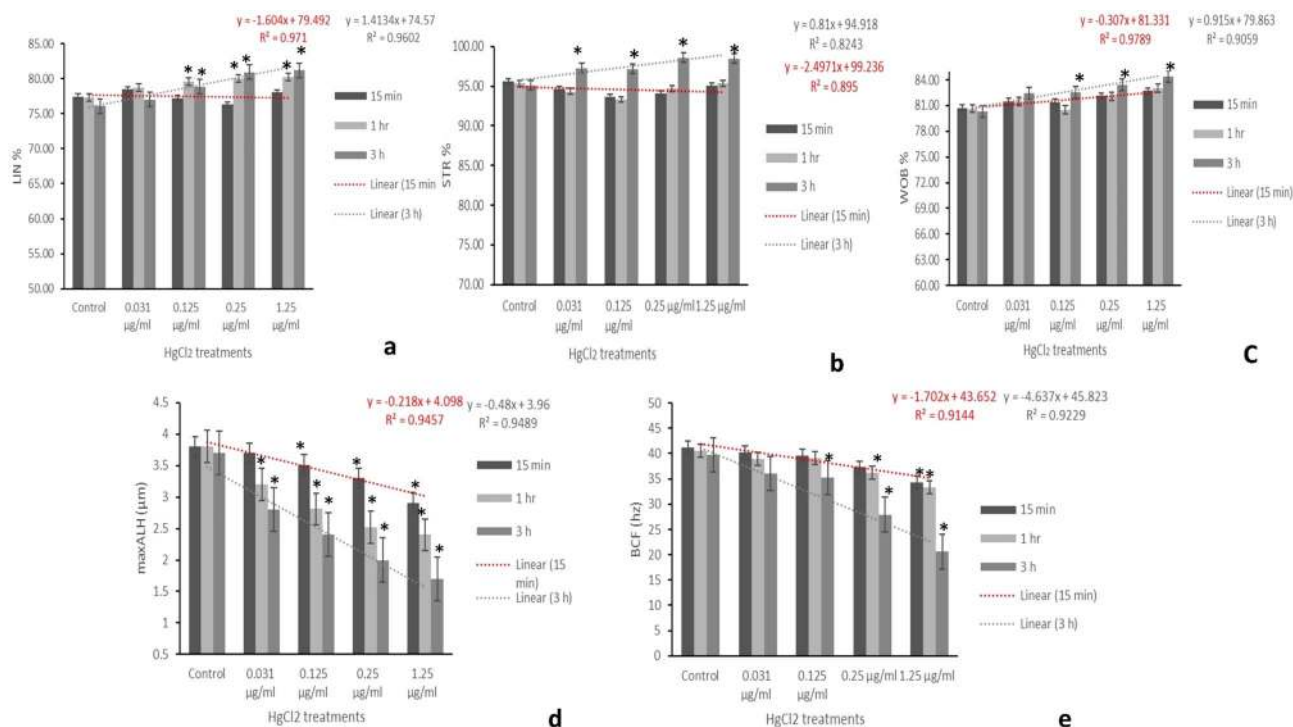 y = -1.604x + 79.492 y = 1.4134x + 74.57
R² = 0.971 R² = 0.9602
85.00
80.00
75.00
70.00
65.00
60.00
55.00
50.00
LIN %
* * * * * *
15 min
1 hr
3 h
Linear (15 min
Linear (3 h)
Control 0.031 0.125 0.25 1.25
µg/ml µg/ml µg/ml µg/ml
HgCl2 treatments
a
y = 0.81x + 94.918
R² = 0.8243
y = -2.4971x + 99.236
R² = 0.895
100.00
95.00
90.00
85.00
80.00
75.00
70.00
STR %
* * * *
15 min
1 hr
3 h
Linear (15 min)
Linear (3 h)
Control 0.031 0.125 0.25 µg/ml 1.25 µg/ml
µg/ml µg/ml
HgCl2 treatments
b
y = -0.307x + 81.331 y = 0.915x + 79.863
R² = 0.9789 R² = 0.9059
84.00
81.00
78.00
75.00
72.00
69.00
66.00
63.00
60.00
WOB %
* * *
15 min
1 hr
3 h
Linear (15 min)
Linear (3 h)
Control 0.031 0.125 0.25 1.25
µg/ml µg/ml µg/ml µg/ml
HgCl2 treatments
C
y = -0.218x + 4.098 y = -0.48x + 3.96
R² = 0.9457 R² = 0.9489
4.5
4
3.5
3
2.5
2
1.5
1
0.5
maxALH (µm)
* * * * * * * * * * *
15 min
1 hr
3 h
Linear (15
min)
Linear (3 h)
Control 0.031 0.125 0.25 1.25
µg/ml µg/ml µg/ml µg/ml
HgCl2 treatments
d
y = -1.702x + 43.652 y = -4.637x + 45.823
R² = 0.9144 R² = 0.9229
50
45
40
35
30
25
20
15
10
5
0
BCF (hz)
* * * * * *
15 min
1 hr
3 h
Linear (15 min)
Linear (3 h)
Control 0.031 0.125 0.25 µg/ml 1.25 µg/ml
µg/ml µg/ml
HgCl2 treatments
e